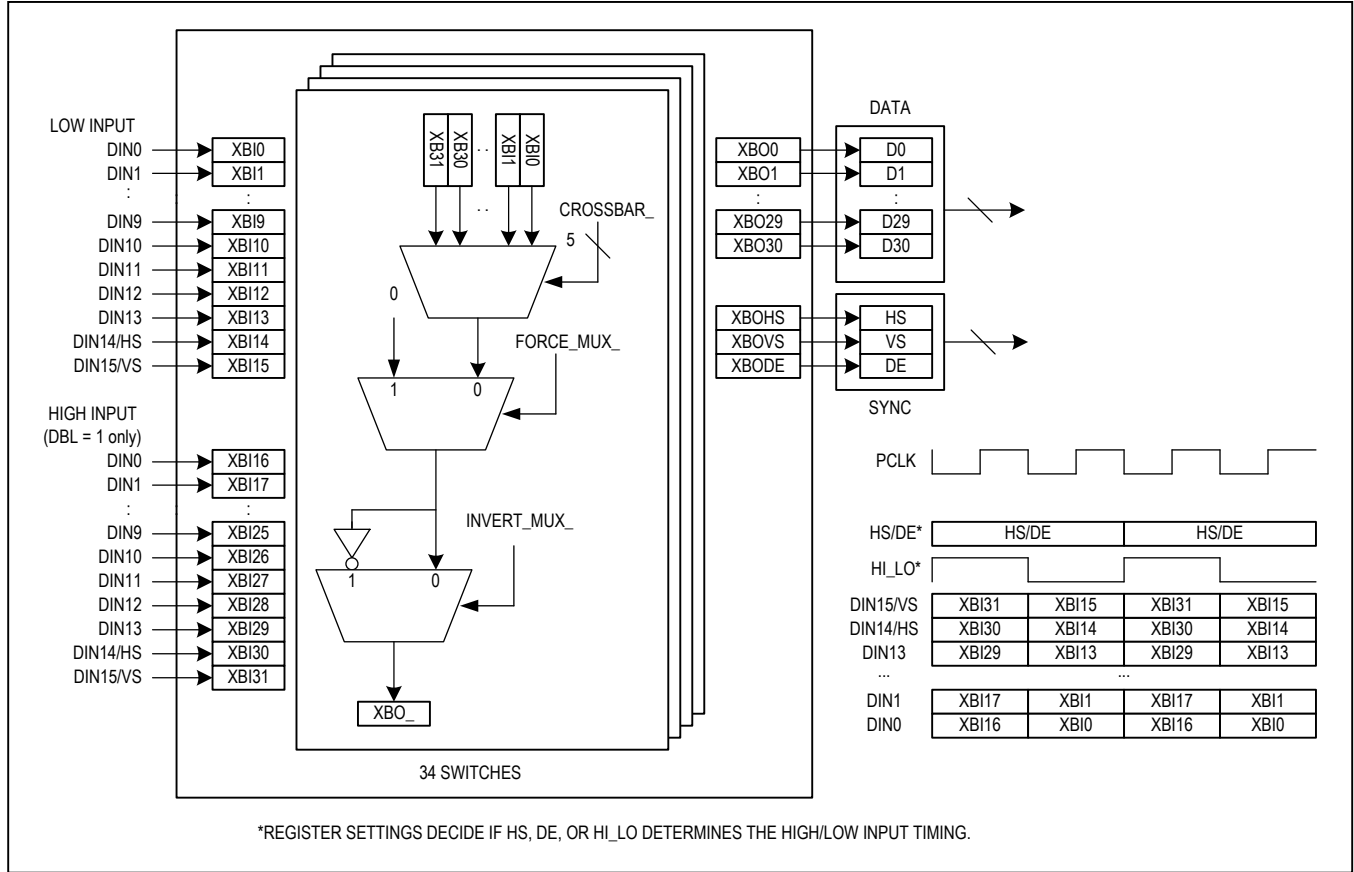 LOW INPUT
DIN0 XBI0
DIN1 XBI1
: :
DIN9 XBI9
DIN10 XBI10
DIN11 XBI11
DIN12 XBI12
DIN13 XBI13
DIN14/HS XBI14
DIN15/VS XBI15
HIGH INPUT
(DBL = 1 only)
DIN0 XBI16
DIN1 XBI17
: :
DIN9 XBI25
DIN10 XBI26
DIN11 XBI27
DIN12 XBI28
DIN13 XBI29
DIN14/HS XBI30
DIN15/VS XBI31
XB31 XB30 .. XBI1 XBI0
..
CROSSBAR_
5
0
FORCE_MUX_
1 0
INVERT_MUX_
1 0
XBO_
34 SWITCHES
DATA
XBO0 D0
XBO1 D1
: :
XBO29 D29
XBO30 D30
XBOHS HS
XBOVS VS
XBODE DE
SYNC
PCLK
HS/DE* HS/DE HS/DE
HI_LO*
DIN15/VS XBI31 XBI15 XBI31 XBI15
DIN14/HS XBI30 XBI14 XBI30 XBI14
DIN13 XBI29 XBI13 XBI29 XBI13
... ...
DIN1 XBI17 XBI1 XBI17 XBI1
DIN0 XBI16 XBI0 XBI16 XBI0
*REGISTER SETTINGS DECIDE IF HS, DE, OR HI_LO DETERMINES THE HIGH/LOW INPUT TIMING.